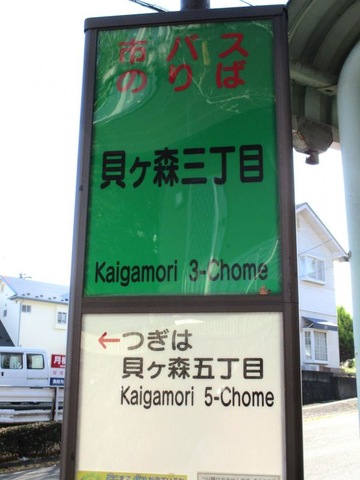 市バス
のりば
貝ヶ森三丁目
Kaigamori 3-Chome
←つぎは
貝ヶ森五丁目
Kaigamori 5-Chome